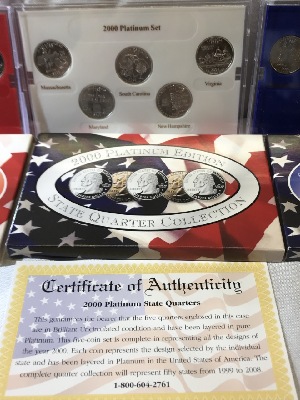 2000 Platinum Set
Massachusetts
South Carolina
Virginia
Maryland
New Hampshire
2000 PLATINUM EDITION
STATE QUARTER COLLECTION
Certificate of Authenticity
2000 Platinum State Quarters
This guarantees the bearer that the five quarters enclosed in this case
are in Brilliant Uncirculated condition and have been layered in pure
Platinum. This five-coin set is complete in representing all the designs of
the year 2000. Each coin represents the design selected by the individual
state and has been layered in Platinum in the United States of America. The
complete quarter collection will represent fifty states from 1999 to 2008.
1-800-604-2761